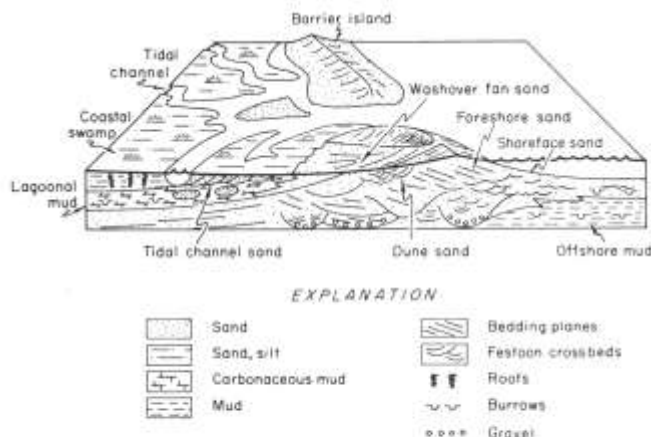 Barrier island
Tidal
channel
Washover fan sand
Foreshore sand
Shoreface sand
Coastal
swamp
Lagoonal
mud
Tidal channel sand
Dune sand
Offshore mud
EXPLANATION
Sand
Sand, silt
Carbonaceous mud
Mud
Bedding planes
Festoon crossbeds
Roots
Burrows
Gravel